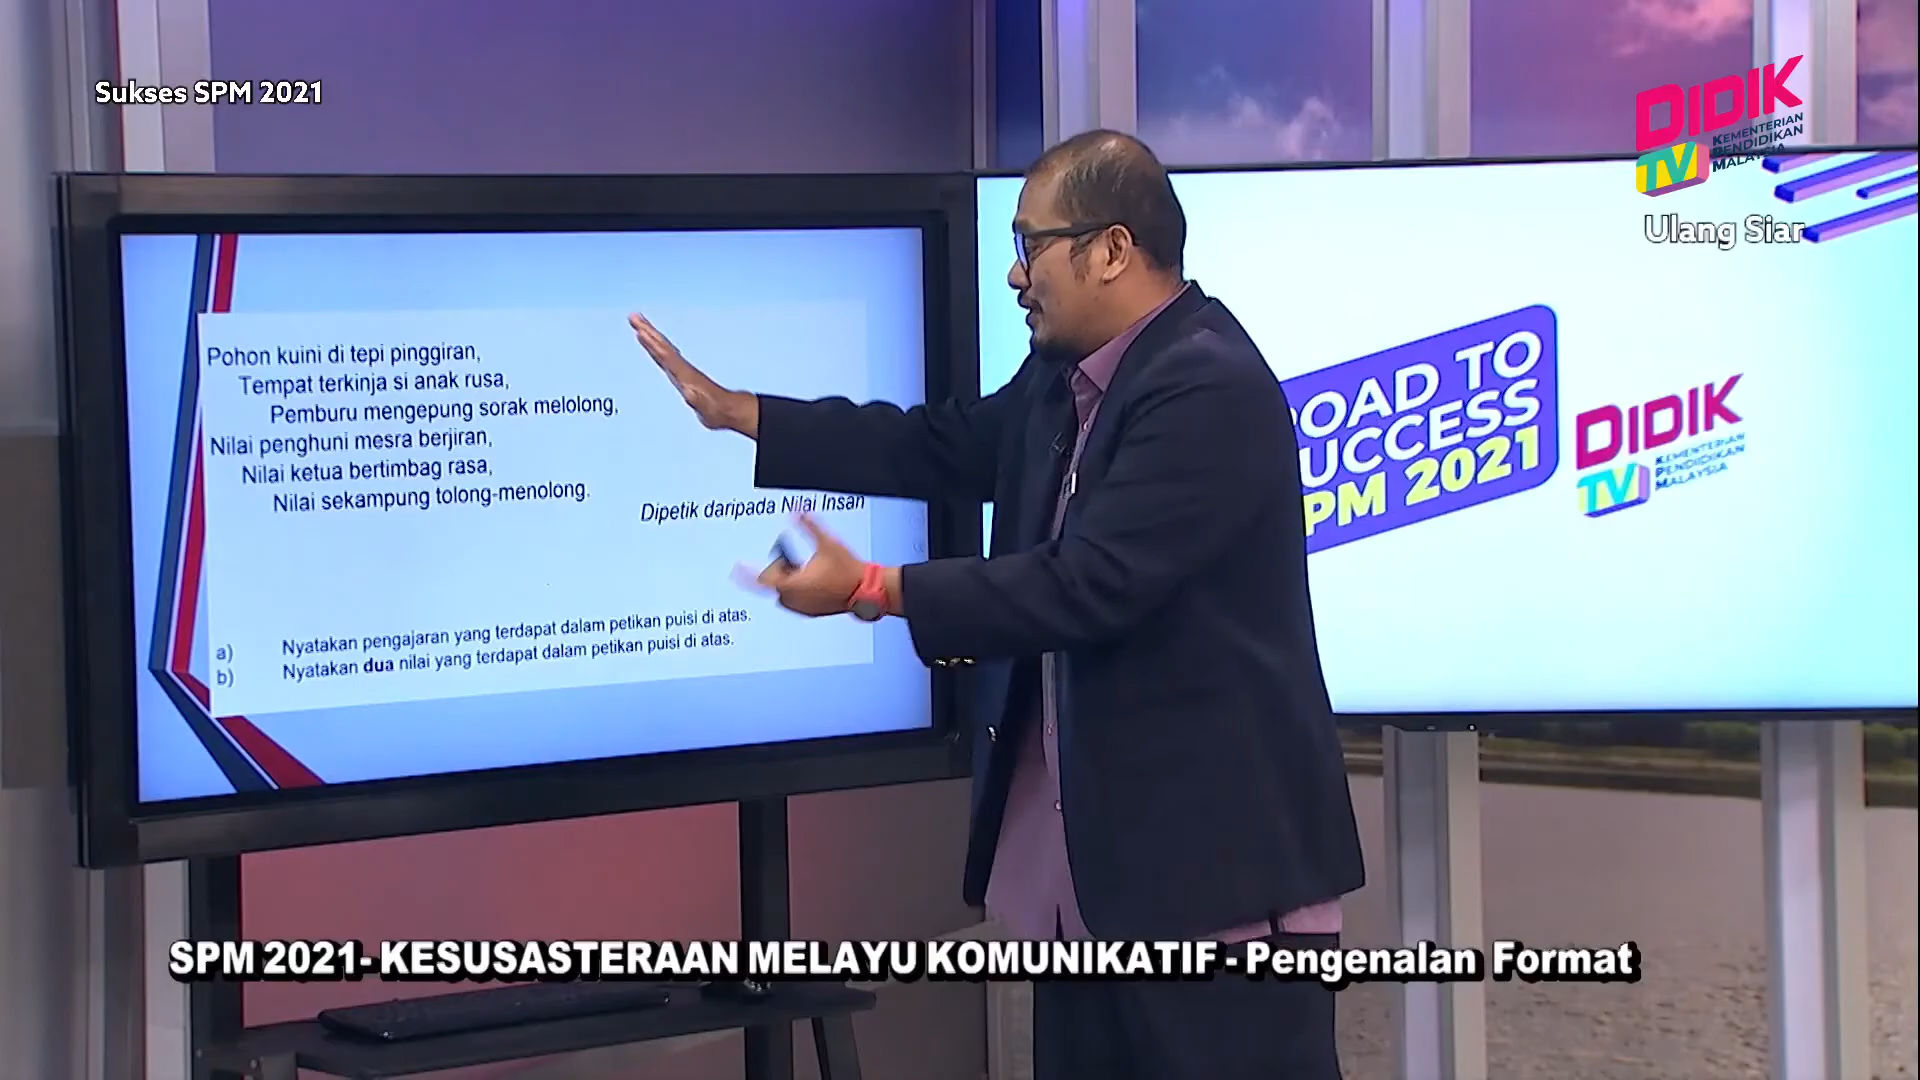 Sukses SPM 2021
DIDIK
TV
KEMENTERIAN
PENDIDIKAN
MALAYSIA
Ulang Siar
Pohon kuini di tepi pinggiran,
Tempat terkinja si anak rusa,
Pemburu mengepung sorak melolong,
Nilai penghuni mesra berjiran,
Nilai ketua bertimbag rasa,
Nilai sekampung tolong-menolong.
Dipetik daripada Nilai Insan
a) Nyatakan pengajaran yang terdapat dalam petikan puisi di atas.
b) Nyatakan dua nilai yang terdapat dalam petikan puisi di atas.
ROAD TO
SUCCESS
SPM 2021
DIDIK
TV
KEMENTERIAN
PENDIDIKAN
MALAYSIA
SPM 2021- KESUSASTERAAN MELAYU KOMUNIKATIF - Pengenalan Format